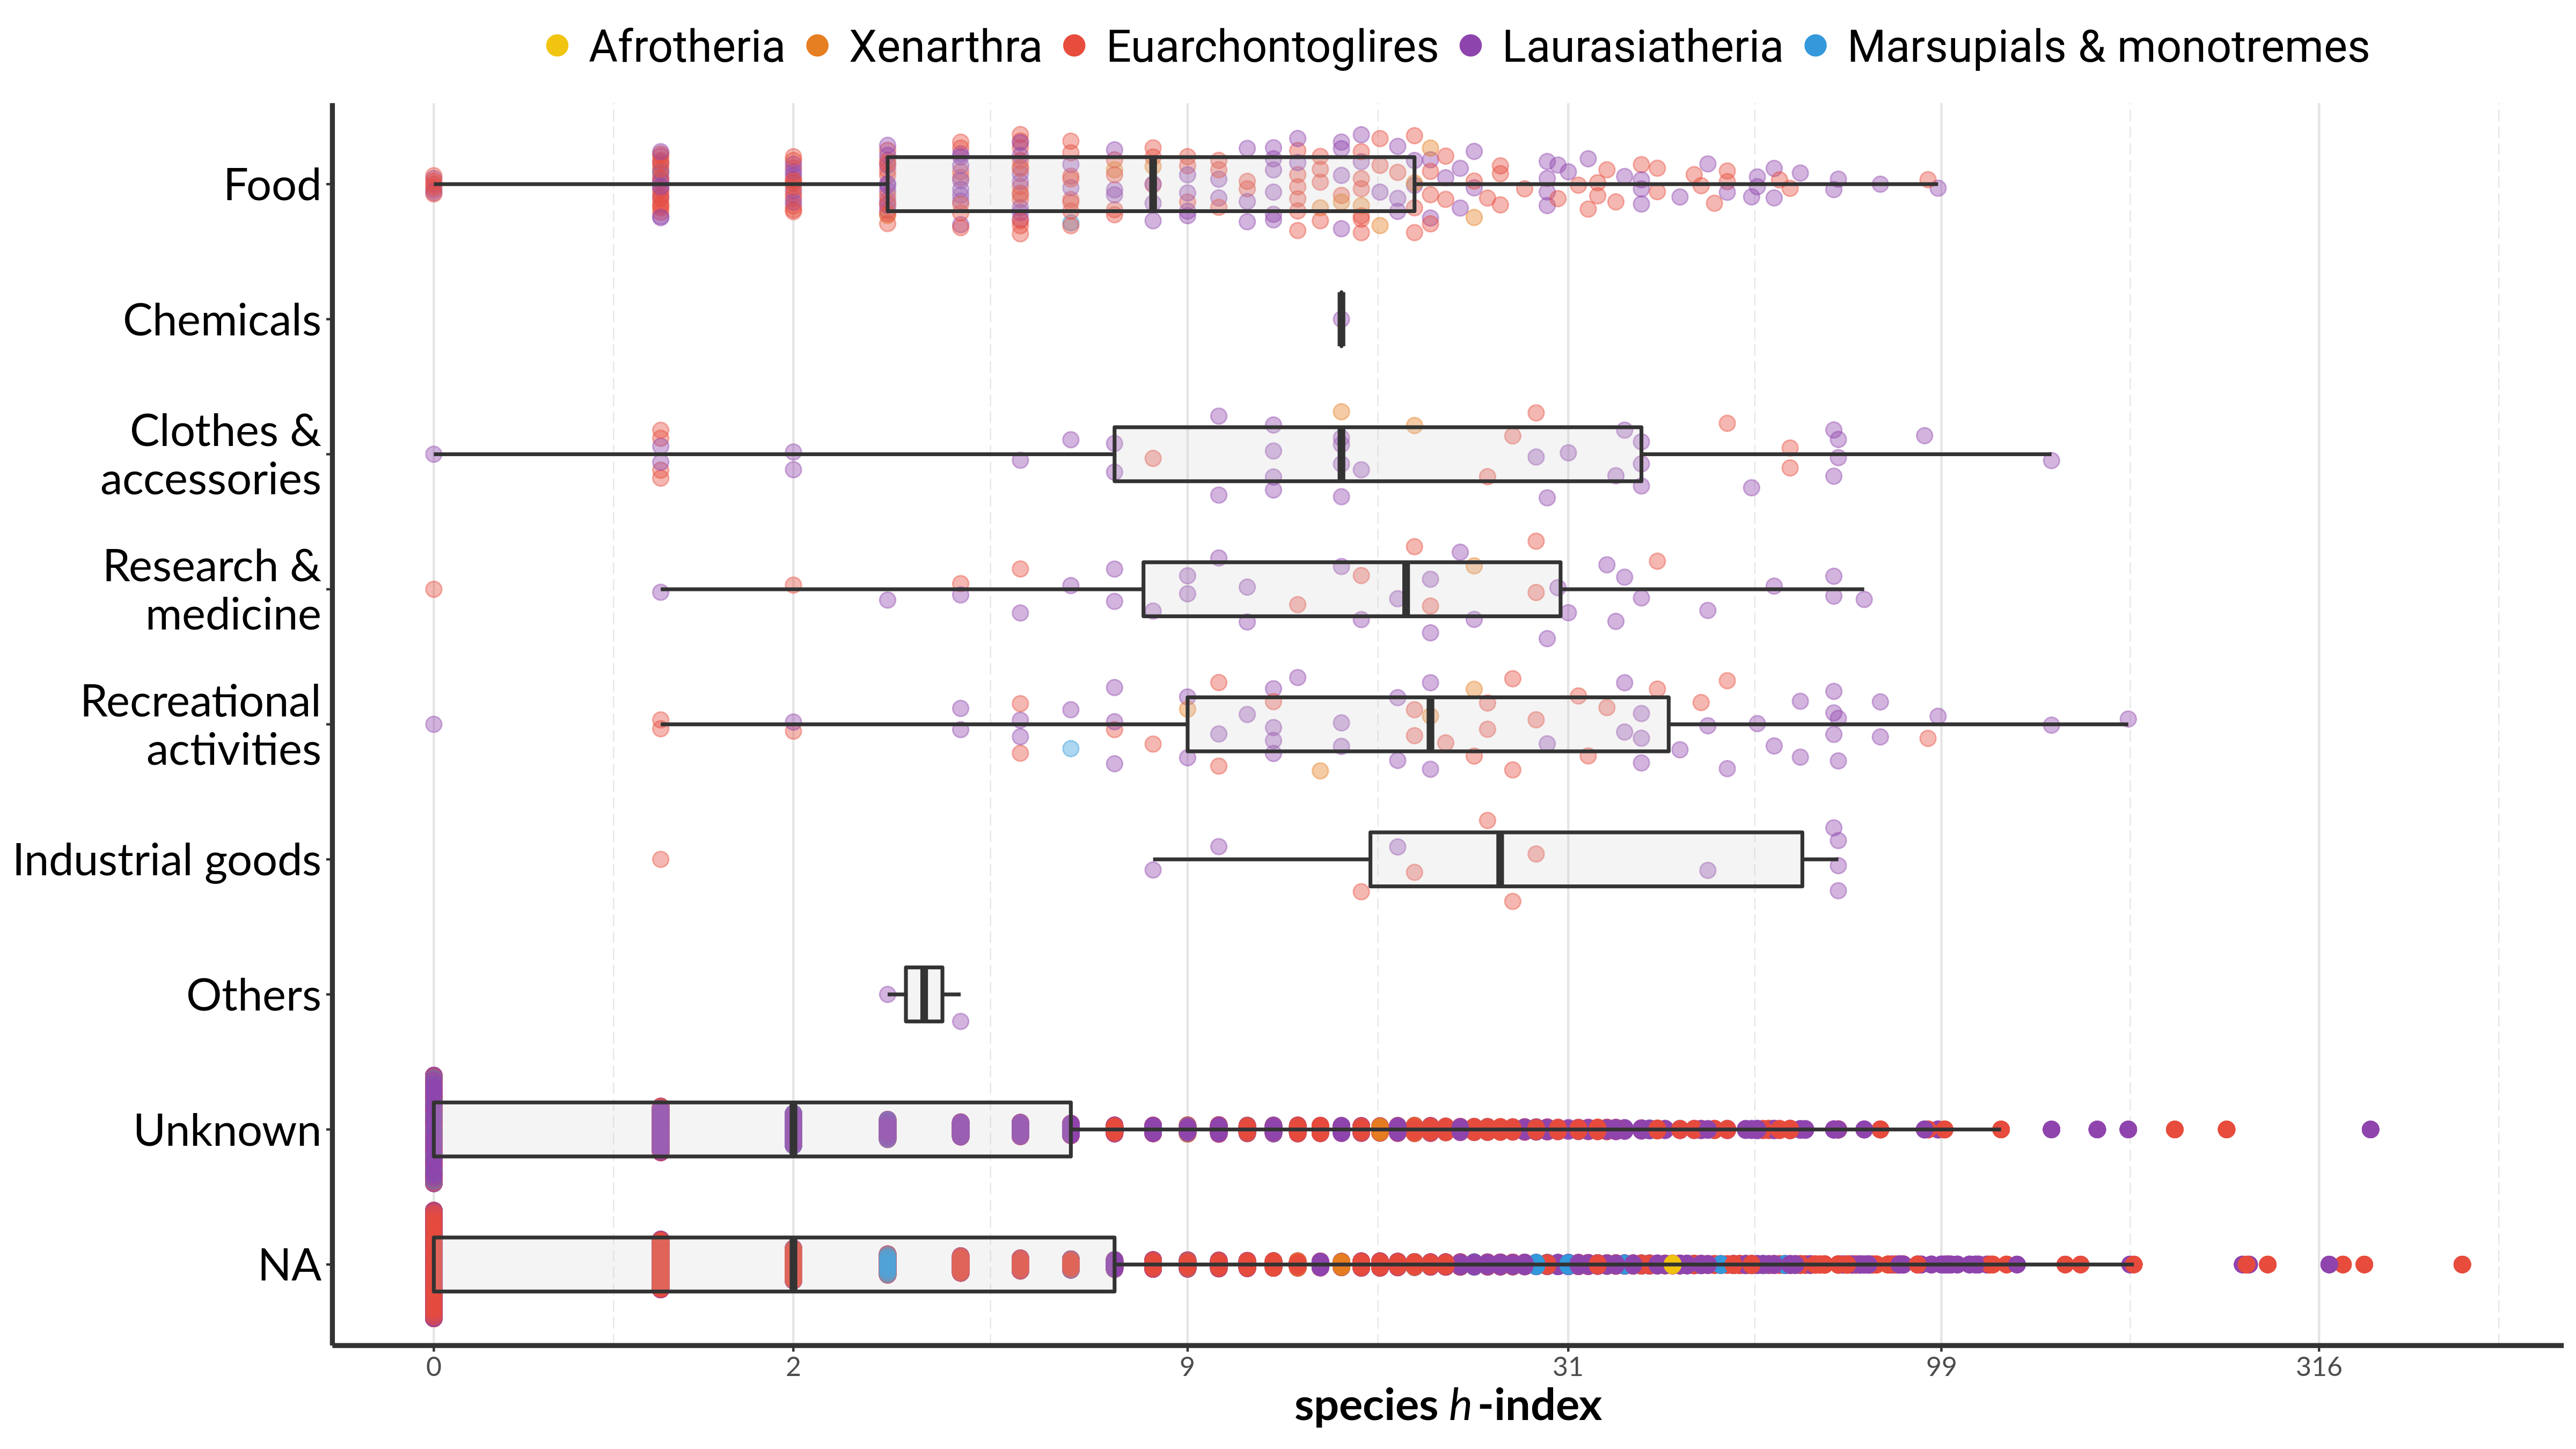 Afrotheria Xenarthra Euarchontoglires Laurasiatheria Marsupials & monotremes
Food
Chemicals
Clothes &
accessories
Research &
medicine
Recreational
activities
Industrial goods
Others
Unknown
NA
0 2 9 31 99 316
species h-index